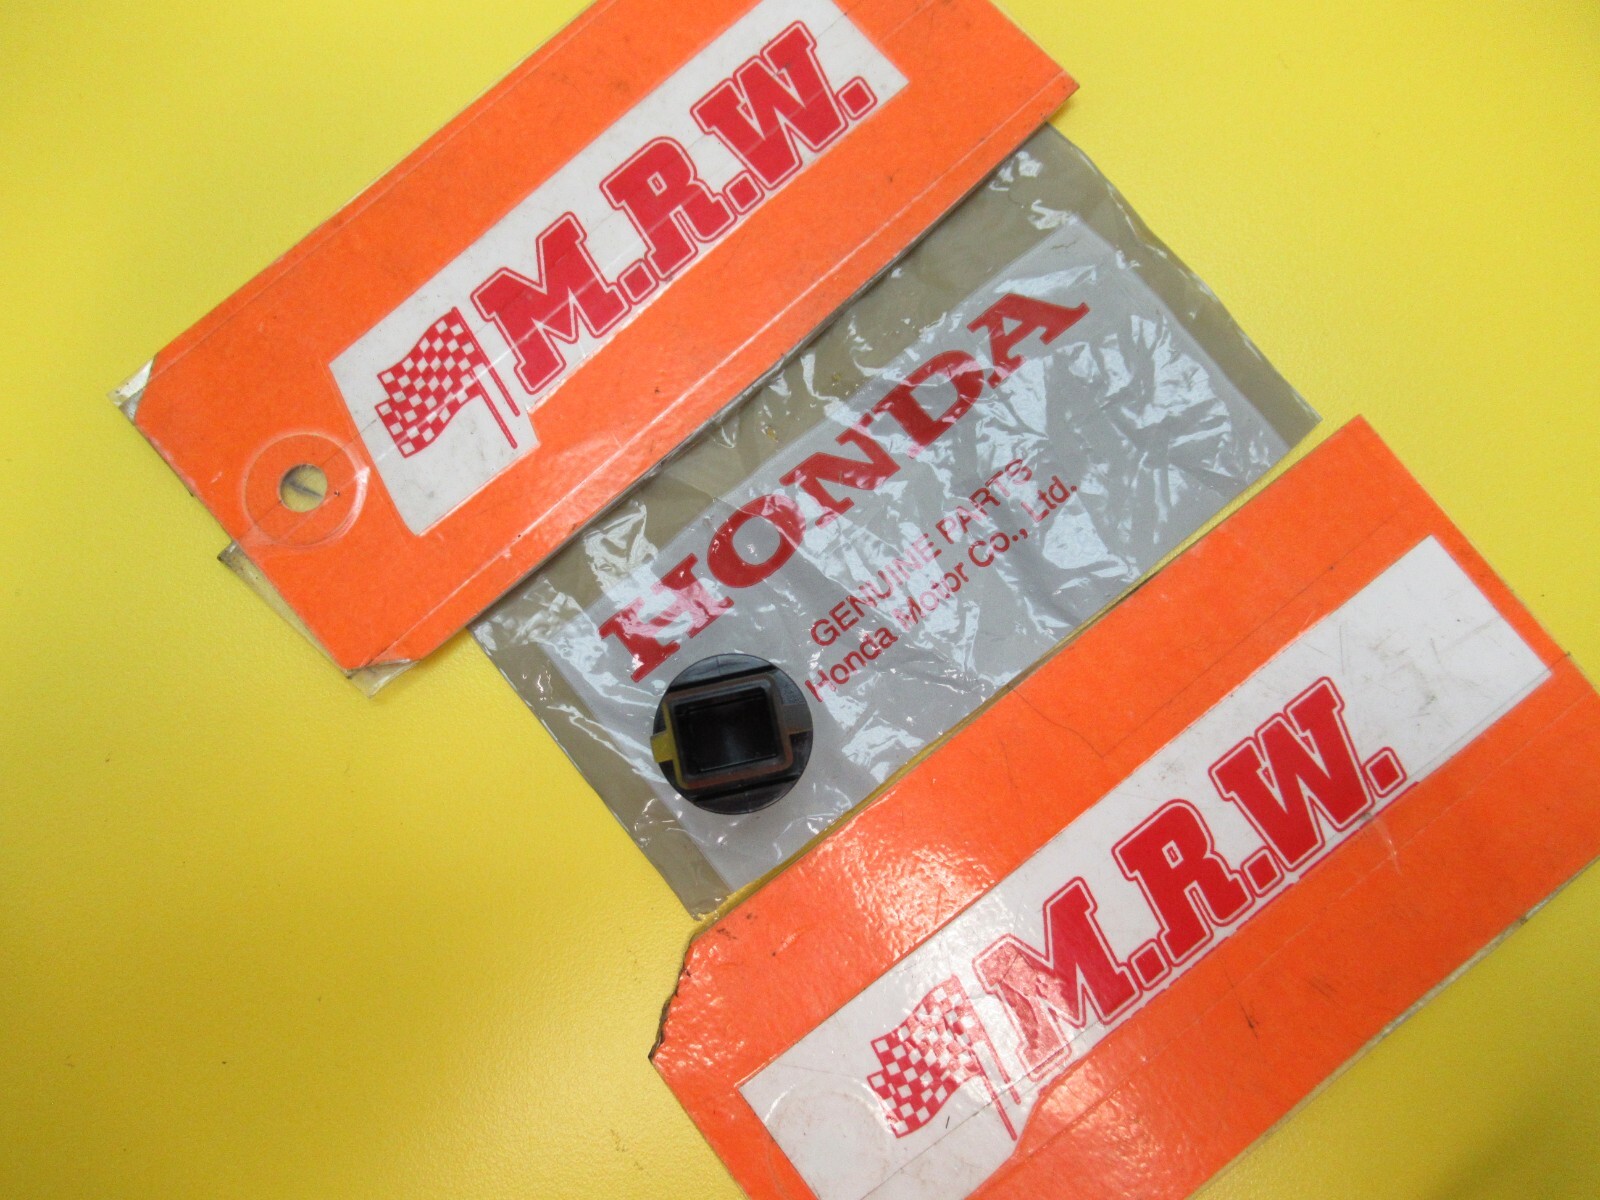 M.R.W.
HONDA
GENUINE PARTS
Honda Motor Co., Ltd.
M.R.W.